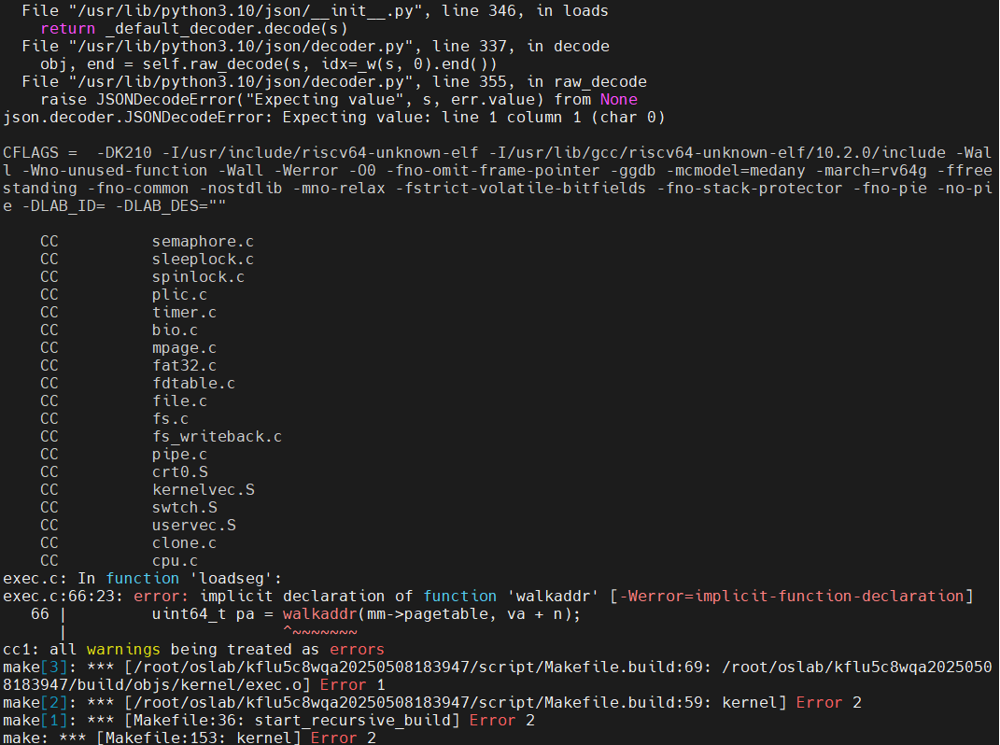 File "/usr/lib/python3.10/json/__init__.py", line 346, in loads
    return _default_decoder.decode(s)
  File "/usr/lib/python3.10/json/decoder.py", line 337, in decode
    obj, end = self.raw_decode(s, idx=_w(s, 0).end())
  File "/usr/lib/python3.10/json/decoder.py", line 355, in raw_decode
    raise JSONDecodeError("Expecting value", s, err.value) from None
json.decoder.JSONDecodeError: Expecting value: line 1 column 1 (char 0)

CFLAGS =  -DK210 -I/usr/include/riscv64-unknown-elf -I/usr/lib/gcc/riscv64-unknown-elf/10.2.0/include -Wal
l -Wno-unused-function -Wall -Werror -O0 -fno-omit-frame-pointer -ggdb -mcmodel=medany -march=rv64g -ffree
standing -fno-common -nostdlib -mno-relax -fstrict-volatile-bitfields -fno-stack-protector -fno-pie -no-pi
e -DLAB_ID= -DLAB_DES=""

    CC          semaphore.c
    CC          sleeplock.c
    CC          spinlock.c
    CC          plic.c
    CC          timer.c
    CC          bio.c
    CC          mpage.c
    CC          fat32.c
    CC          fdtable.c
    CC          file.c
    CC          fs.c
    CC          fs_writeback.c
    CC          pipe.c
    CC          crt0.S
    CC          kernelvec.S
    CC          swtch.S
    CC          uservec.S
    CC          clone.c
    CC          cpu.c
exec.c: In function 'loadseg':
exec.c:66:23: error: implicit declaration of function 'walkaddr' [-Werror=implicit-function-declaration]
   66 |         uint64_t pa = walkaddr(mm->pagetable, va + n);
      |                       ^~~~~~~~
cc1: all warnings being treated as errors
make[3]: *** [/root/oslab/kflu5c8wqa20250508183947/script/Makefile.build:69: /root/oslab/kflu5c8wqa2025050
8183947/build/objs/kernel/exec.o] Error 1
make[2]: *** [/root/oslab/kflu5c8wqa20250508183947/script/Makefile.build:59: kernel] Error 2
make[1]: *** [Makefile:36: start_recursive_build] Error 2
make: *** [Makefile:153: kernel] Error 2